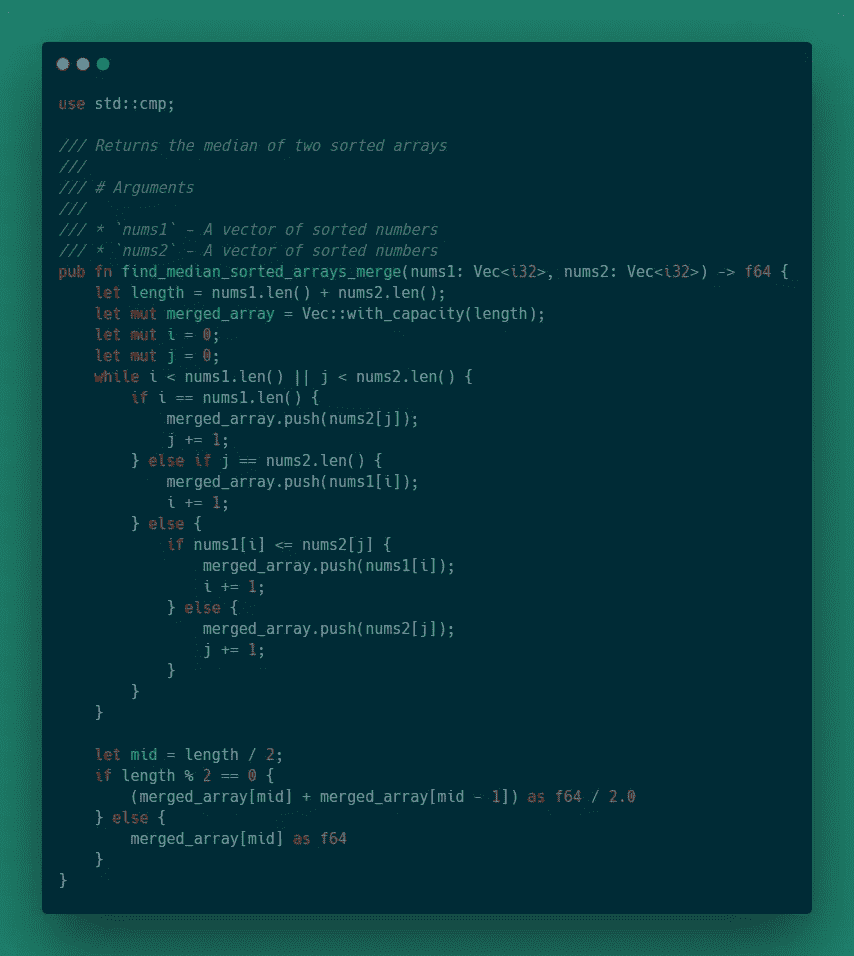 use std::cmp;

/// Returns the median of two sorted arrays
///
/// # Arguments
///
/// * `nums1` - A vector of sorted numbers
/// * `nums2` - A vector of sorted numbers
pub fn find_median_sorted_arrays_merge(nums1: Vec<i32>, nums2: Vec<i32>) -> f64 {
    let length = nums1.len() + nums2.len();
    let mut merged_array = Vec::with_capacity(length);
    let mut i = 0;
    let mut j = 0;
    while i < nums1.len() || j < nums2.len() {
        if i == nums1.len() {
            merged_array.push(nums2[j]);
            j += 1;
        } else if j == nums2.len() {
            merged_array.push(nums1[i]);
            i += 1;
        } else {
            if nums1[i] <= nums2[j] {
                merged_array.push(nums1[i]);
                i += 1;
            } else {
                merged_array.push(nums2[j]);
                j += 1;
            }
        }
    }

    let mid = length / 2;
    if length % 2 == 0 {
        (merged_array[mid] + merged_array[mid - 1]) as f64 / 2.0
    } else {
        merged_array[mid] as f64
    }
}